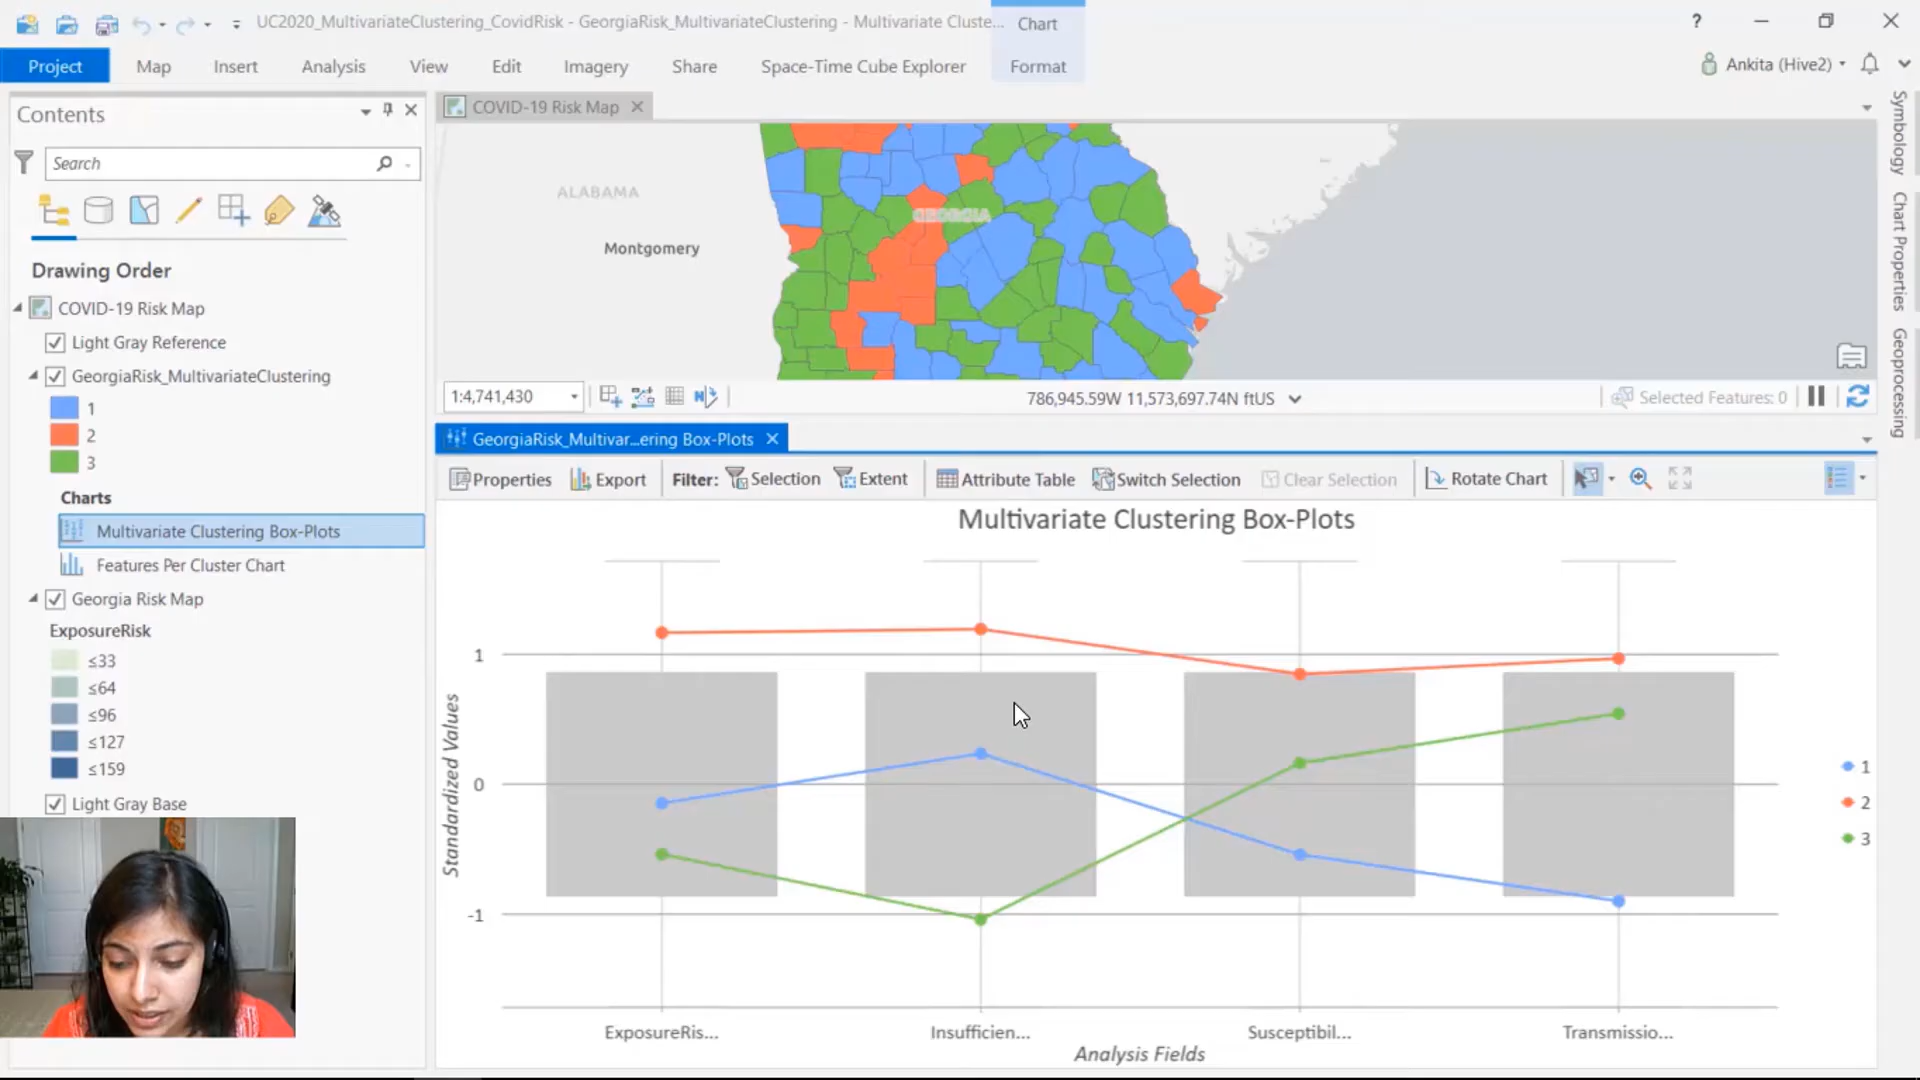 UC2020_MultivariateClustering_CovidRisk - GeorgiaRisk_MultivariateClustering - Multivariate Cluste...
Chart
?
Project
Map
Insert
Analysis
View
Edit
Imagery
Share
Space-Time Cube Explorer
Format
Ankita (Hive2)
Contents
Search
Drawing Order
COVID-19 Risk Map
Light Gray Reference
GeorgiaRisk_MultivariateClustering
1
2
3
Charts
Multivariate Clustering Box-Plots
Features Per Cluster Chart
Georgia Risk Map
ExposureRisk
≤33
≤64
≤96
≤127
≤159
Light Gray Base
COVID-19 Risk Map
ALABAMA
GEORGIA
Montgomery
1:4,741,430
786,945.59W 11,573,697.74N ftUS
Selected Features: 0
GeorgiaRisk_Multivar...ering Box-Plots
Properties
Export
Filter:
Selection
Extent
Attribute Table
Switch Selection
Clear Selection
Rotate Chart
Multivariate Clustering Box-Plots
1
0
-1
Standardized Values
ExposureRis...
Insufficien...
Susceptibil...
Transmissio...
Analysis Fields
1
2
3
Symbology
Chart Properties
Geoprocessing